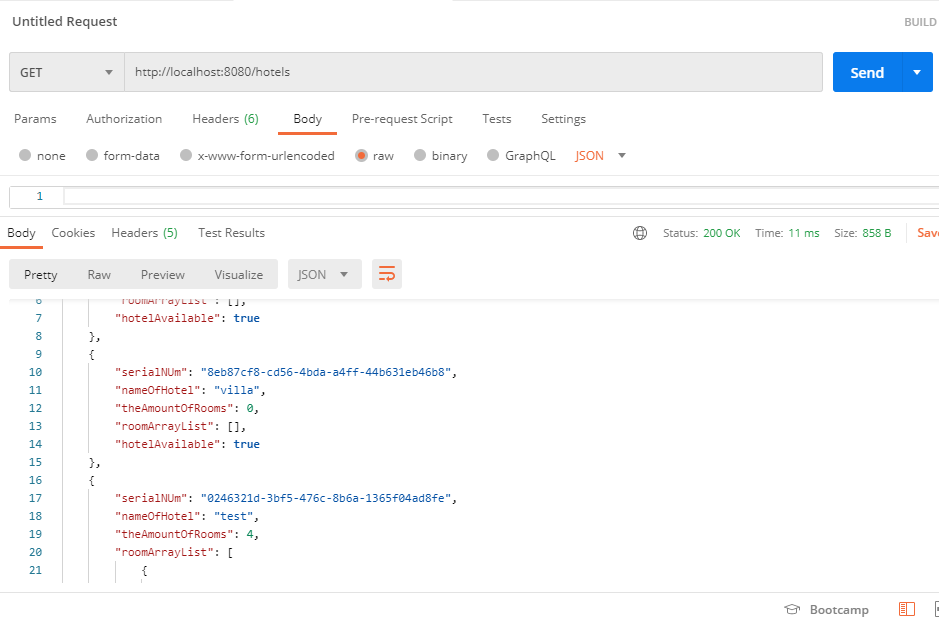 Untitled Request
BUILD
GET
http://localhost:8080/hotels
Send
Params Authorization Headers (6) Body Pre-request Script Tests Settings
none form-data x-www-form-urlencoded raw binary GraphQL JSON
1
Body Cookies Headers (5) Test Results Status: 200 OK Time: 11 ms Size: 858 B Save
Pretty Raw Preview Visualize JSON
6 "roomArrayList": [],
7 "hotelAvailable": true
8 },
9 {
10 "serialNUm": "8eb87cf8-cd56-4bda-a4ff-44b631eb46b8",
11 "nameOfHotel": "villa",
12 "theAmountOfRooms": 0,
13 "roomArrayList": [],
14 "hotelAvailable": true
15 },
16 {
17 "serialNUm": "0246321d-3bf5-476c-8b6a-1365f04ad8fe",
18 "nameOfHotel": "test",
19 "theAmountOfRooms": 4,
20 "roomArrayList": [
21 {
Bootcamp